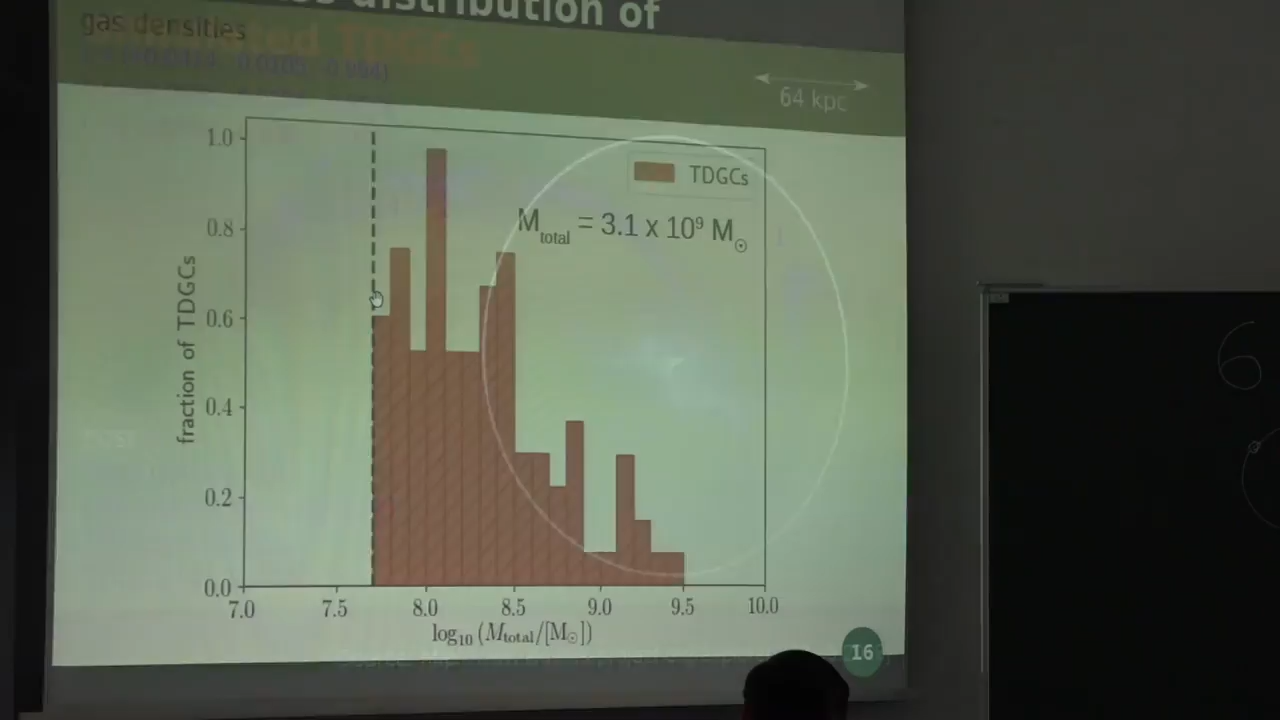 distribution of
gas densities
TDGCs
64 kpc
1.0
TDGCs
M_total = 3.1 x 10⁹ M_⊙
0.8
fraction of TDGCs
0.6
0.4
0.2
0.0
7.0 7.5 8.0 8.5 9.0 9.5 10.0
log₁₀ (M_total/[M_⊙])
16
6